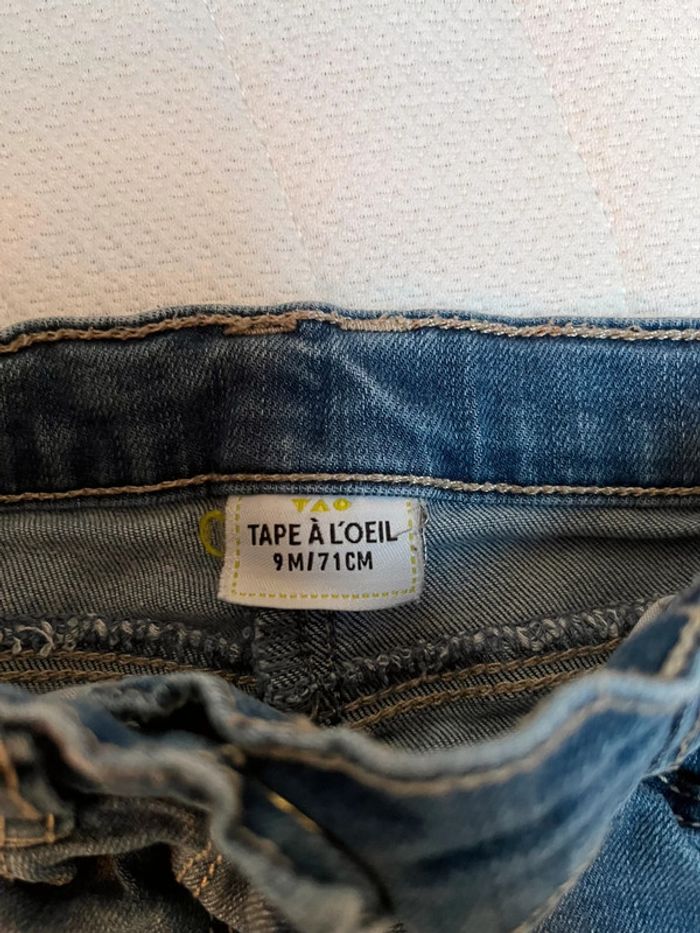 TAO
TAPE À L'OEIL
9M/71CM